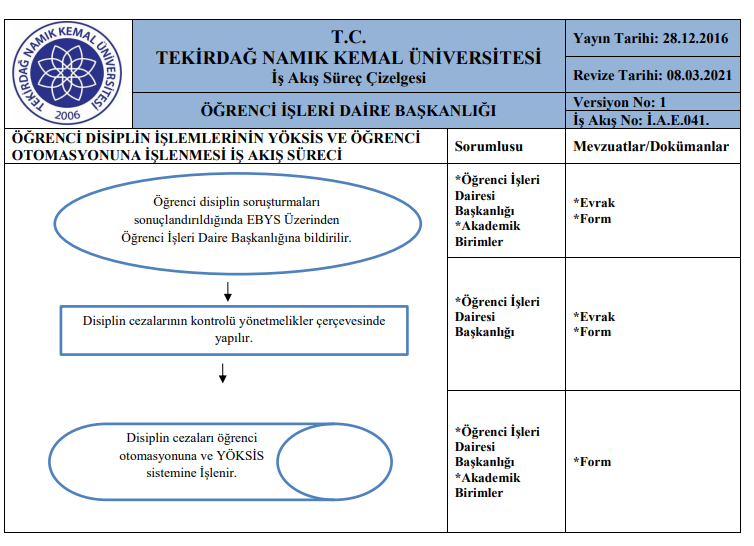 TEKİRDAĞ NAMIK KEMAL ÜNİVERSİTESİ
2006
T.C.
TEKİRDAĞ NAMIK KEMAL ÜNİVERSİTESİ
İş Akış Süreç Çizelgesi
ÖĞRENCİ İŞLERİ DAİRE BAŞKANLIĞI
Yayın Tarihi: 28.12.2016
Revize Tarihi: 08.03.2021
Versiyon No: 1
İş Akış No: İ.A.E.041.
ÖĞRENCİ DISİPLİN İŞLEMLERİNİN YÖKSİS VE ÖĞRENCİ
OTOMASYONUNA İŞLENMESİ İŞ AKIŞ SÜRECİ
Sorumlusu
Mevzuatlar/Dokümanlar
Öğrenci disiplin soruşturmaları
sonuçlandırıldığında EBYS Üzerinden
Öğrenci İşleri Daire Başkanlığına bildirilir.
*Öğrenci İşleri
Dairesi
Başkanlığı
*Akademik
Birimler
*Evrak
*Form
Disiplin cezalarının kontrolü yönetmelikler çerçevesinde
yapılır.
*Öğrenci İşleri
Dairesi
Başkanlığı
*Evrak
*Form
Disiplin cezaları öğrenci
otomasyonuna ve YÖKSİS
sistemine İşlenir.
*Öğrenci İşleri
Dairesi
Başkanlığı
*Akademik
Birimler
*Form